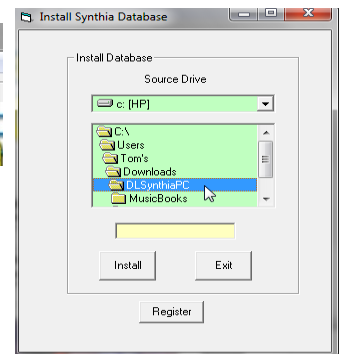 Install Synthia Database
Install Database
Source Drive
c: [HP]
C:\
Users
Tom's
Downloads
DLSynthiaPC
MusicBooks
Install Exit
Register